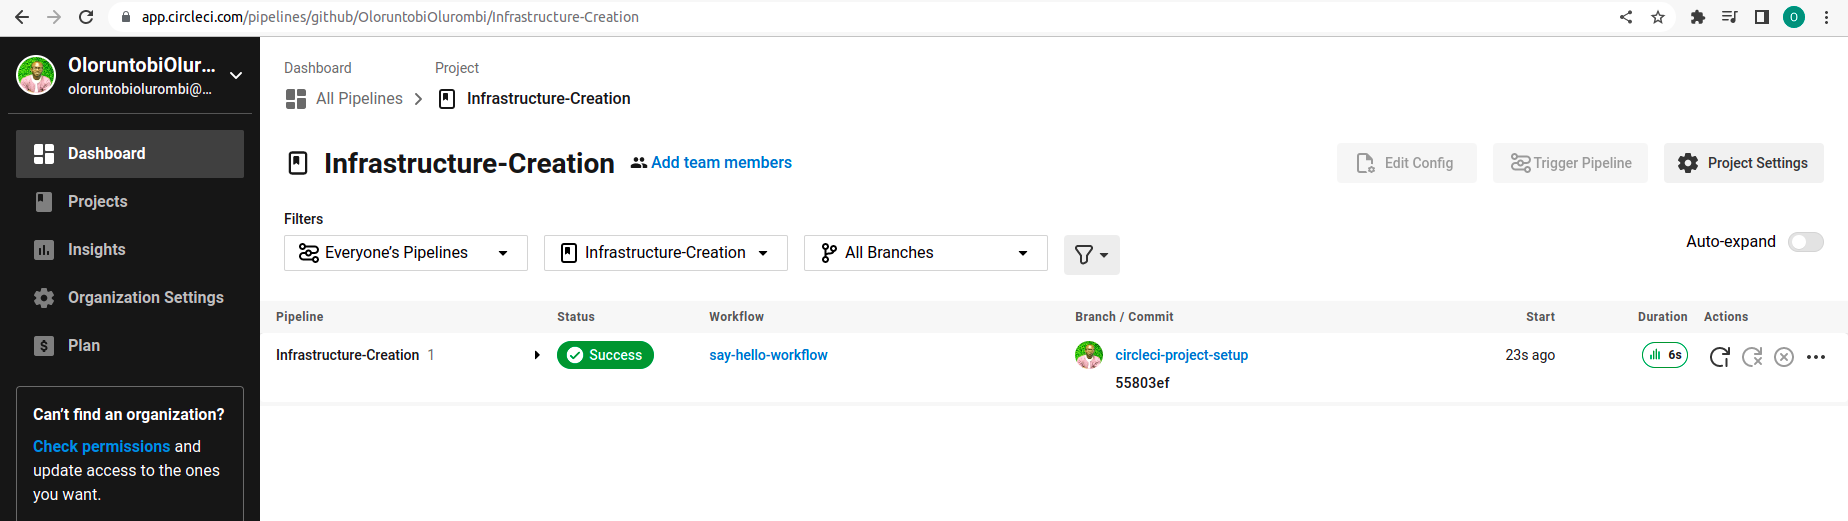 app.circleci.com/pipelines/github/OloruntobiOlurombi/Infrastructure-Creation
O
OloruntobiOlur...
oloruntobiolurombi@...
Dashboard
Projects
Insights
Organization Settings
Plan
Can't find an organization?
Check permissions and
update access to the ones
you want.
Dashboard Project
All Pipelines > Infrastructure-Creation
Infrastructure-Creation Add team members
Edit Config Trigger Pipeline Project Settings
Filters
Everyone's Pipelines Infrastructure-Creation All Branches
Auto-expand
Pipeline Status Workflow Branch / Commit Start Duration Actions
Infrastructure-Creation 1 Success say-hello-workflow circleci-project-setup 23s ago 6s
55803ef